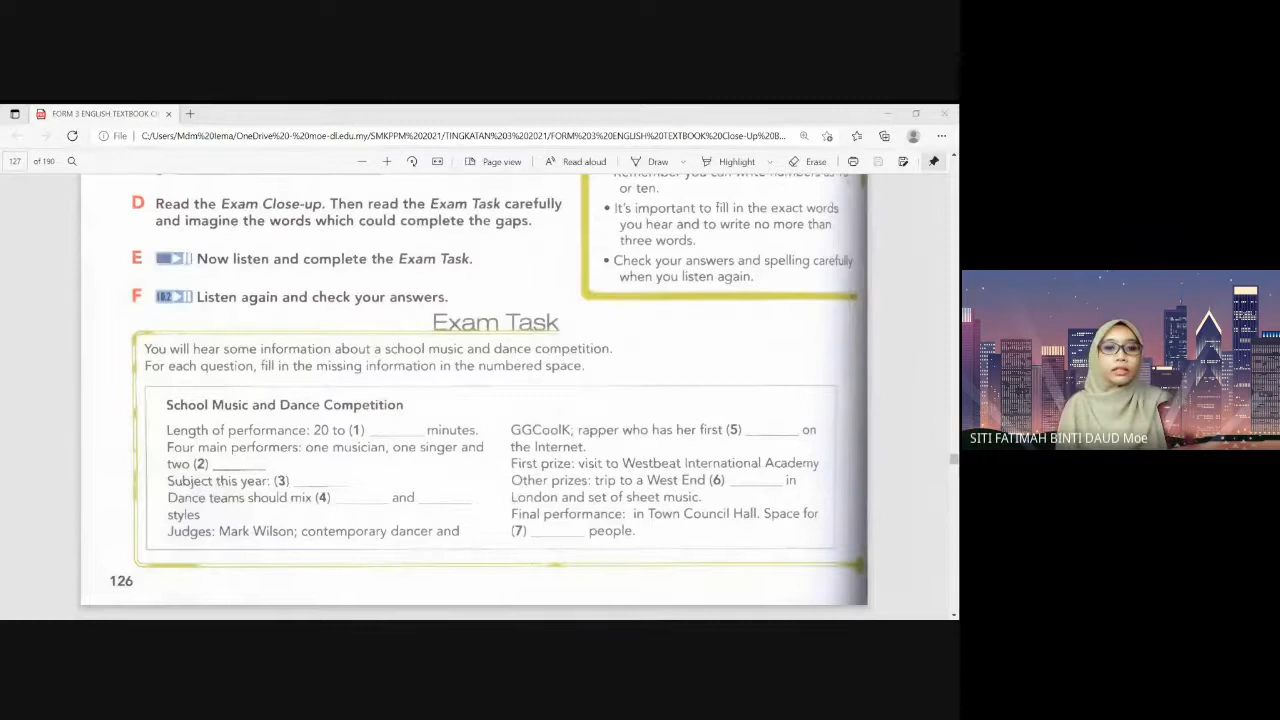 FORM 3 ENGLISH TEXTBOOK
File
C:/Users/Mdm%20Iema/OneDrive%20-%20moe-dl.edu.my/SMKPPM%202021/TINGKATAN%203%202021/FORM%203%20ENGLISH%20TEXTBOOK%20Close-Up%20B...
127 of 190
Page view
Read aloud
Draw
Highlight
Erase
D Read the Exam Close-up. Then read the Exam Task carefully
and imagine the words which could complete the gaps.
E Now listen and complete the Exam Task.
F 10.2 Listen again and check your answers.
Remember you can write numbers as 10
or ten.
• It's important to fill in the exact words
you hear and to write no more than
three words.
• Check your answers and spelling carefully
when you listen again.
Exam Task
You will hear some information about a school music and dance competition.
For each question, fill in the missing information in the numbered space.
School Music and Dance Competition
Length of performance: 20 to (1) ________ minutes.
Four main performers: one musician, one singer and
two (2) ________
Subject this year: (3) ________
Dance teams should mix (4) ________ and ________
styles
Judges: Mark Wilson; contemporary dancer and
GGCoolK; rapper who has her first (5) ________ on
the Internet.
First prize: visit to Westbeat International Academy
Other prizes: trip to a West End (6) ________ in
London and set of sheet music.
Final performance: in Town Council Hall. Space for
(7) ________ people.
126
SITI FATIMAH BINTI DAUD Moe